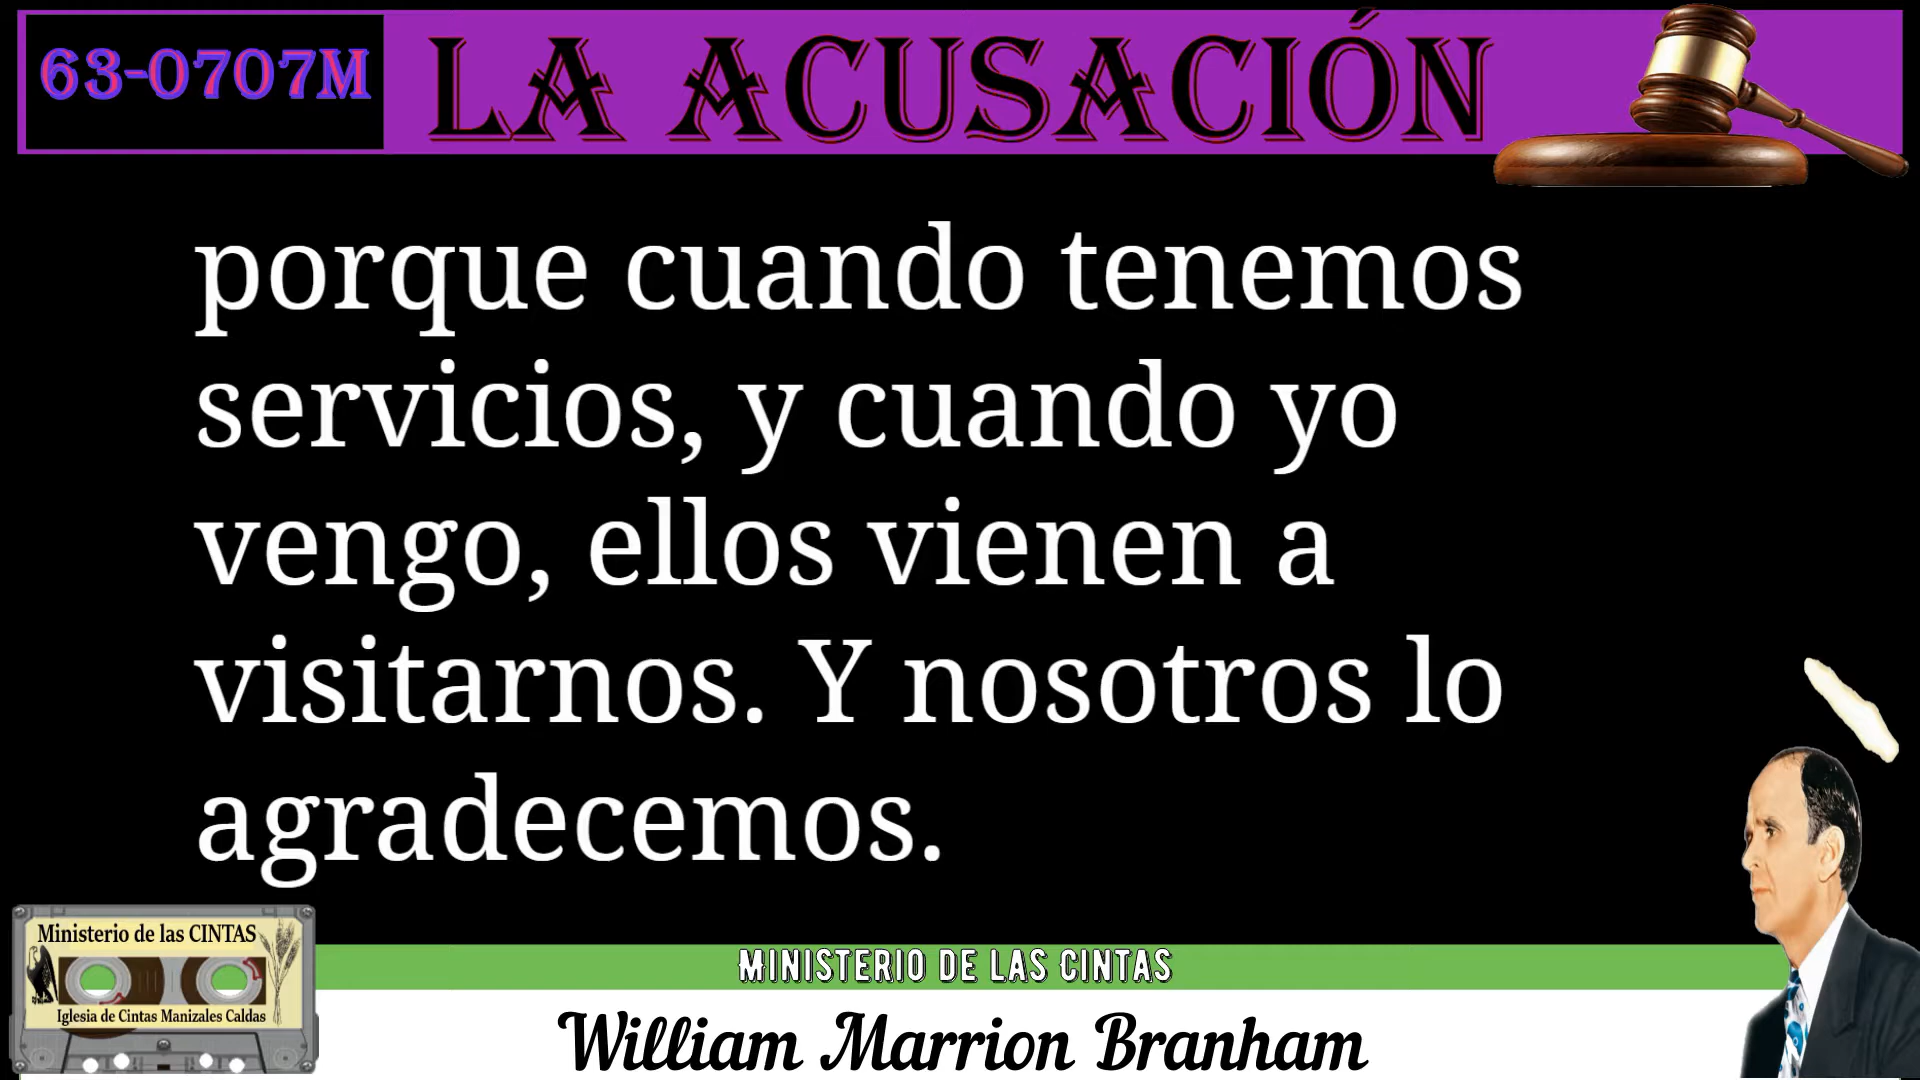 63-0707M
LA ACUSACIÓN
porque cuando tenemos
servicios, y cuando yo
vengo, ellos vienen a
visitarnos. Y nosotros lo
agradecemos.
Ministerio de las CINTAS
Iglesia de Cintas Manizales Caldas
MINISTERIO DE LAS CINTAS
William Marrion Branham